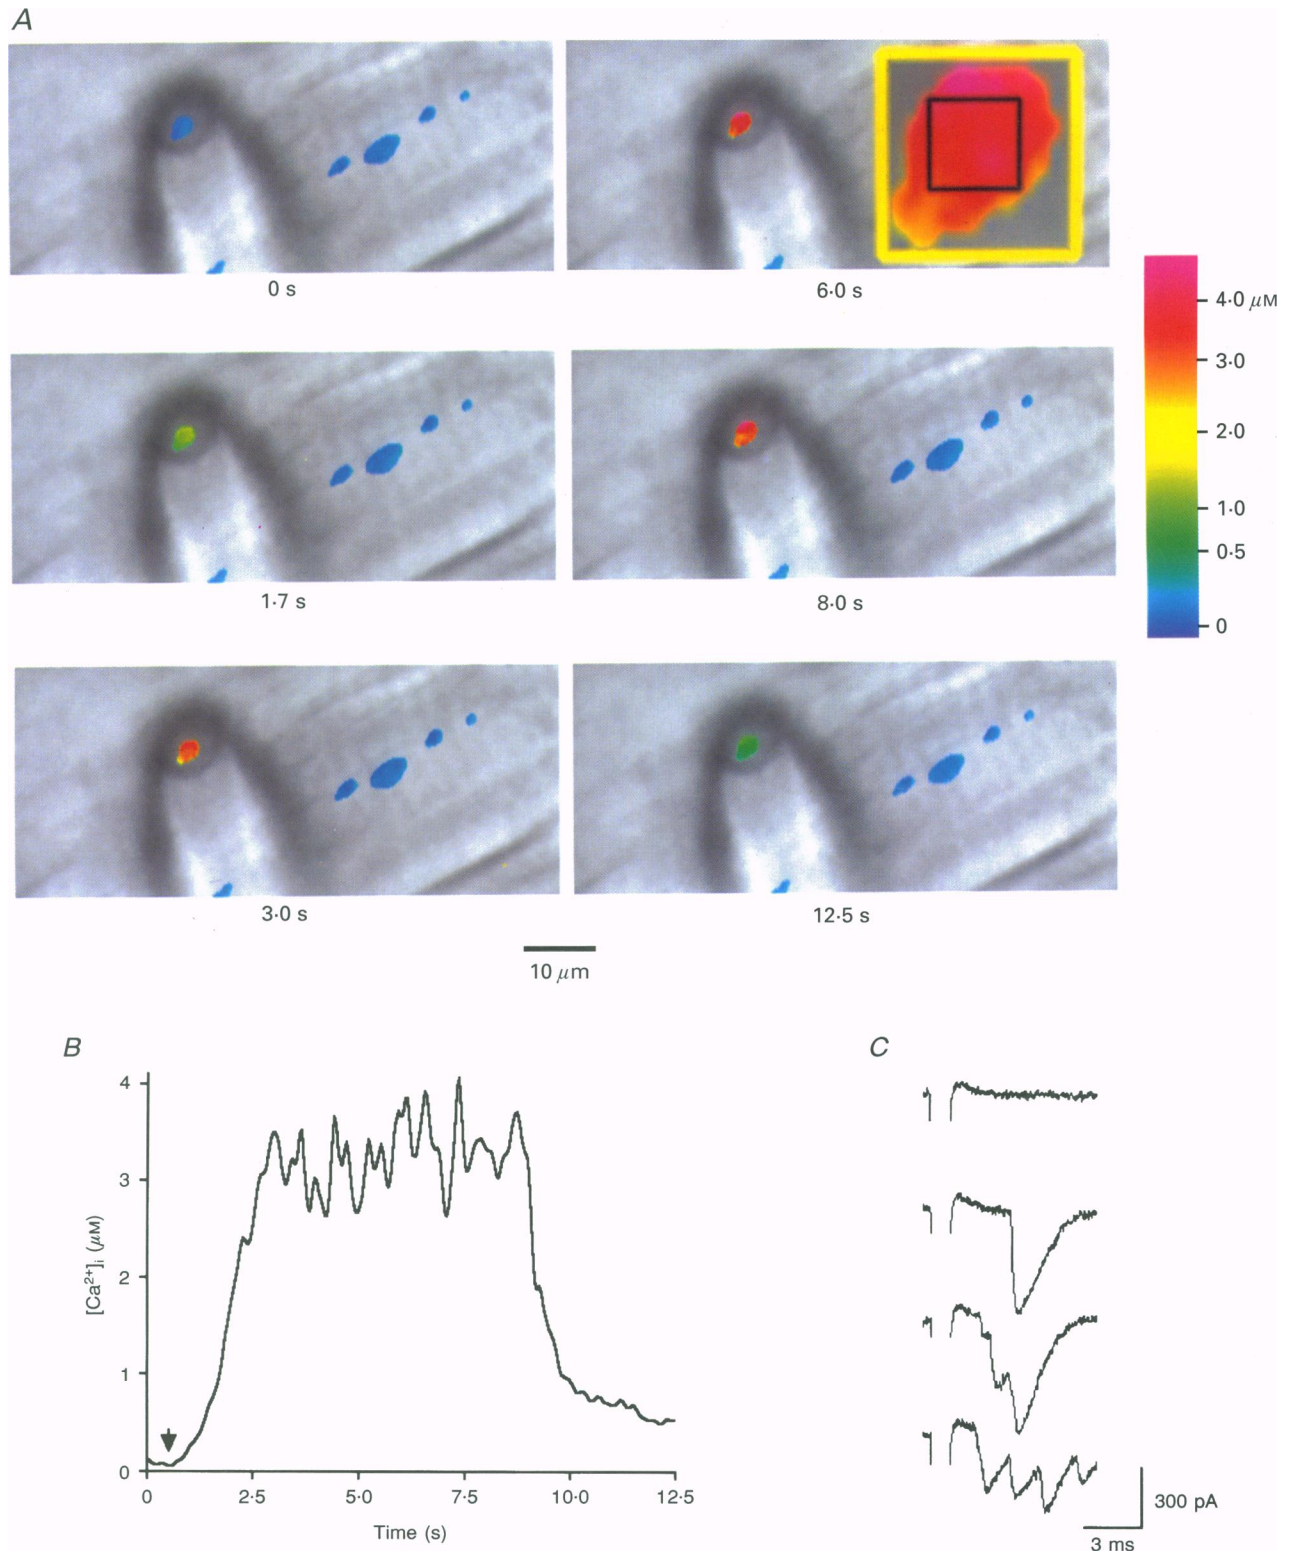 A
0 s
6·0 s
4·0 μM
3·0
2·0
1·0
0·5
0
1·7 s
8·0 s
3·0 s
12·5 s
10 μm
B
C
4
3
2
1
0
[Ca²⁺]ᵢ (μM)
0
2·5
5·0
7·5
10·0
12·5
Time (s)
300 pA
3 ms